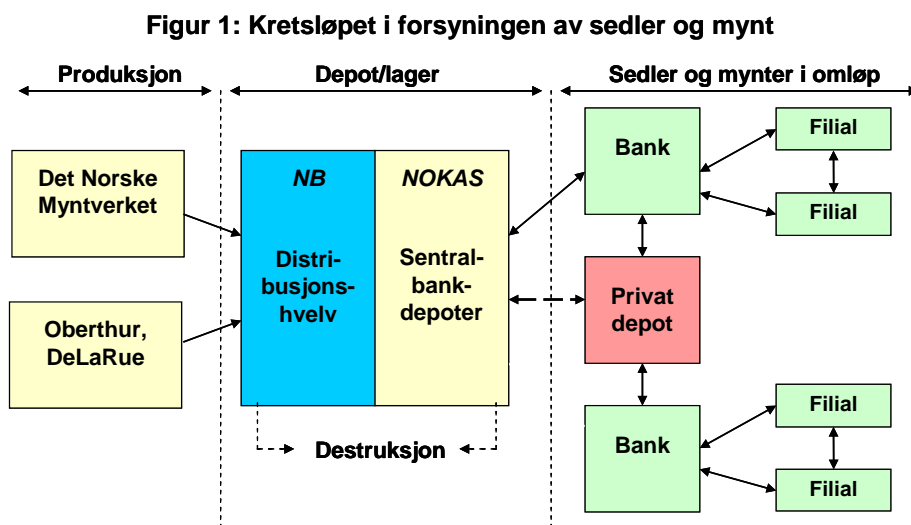 Figur 1: Kretsløpet i forsyningen av sedler og mynt
Produksjon
Depot/lager
Sedler og mynter i omløp
Det Norske
Myntverket
Oberthur,
DeLaRue
NB
Distri-
busjons-
hvelv
NOKAS
Sentral-
bank-
depoter
Destruksjon
Bank
Filial
Filial
Privat
depot
Bank
Filial
Filial